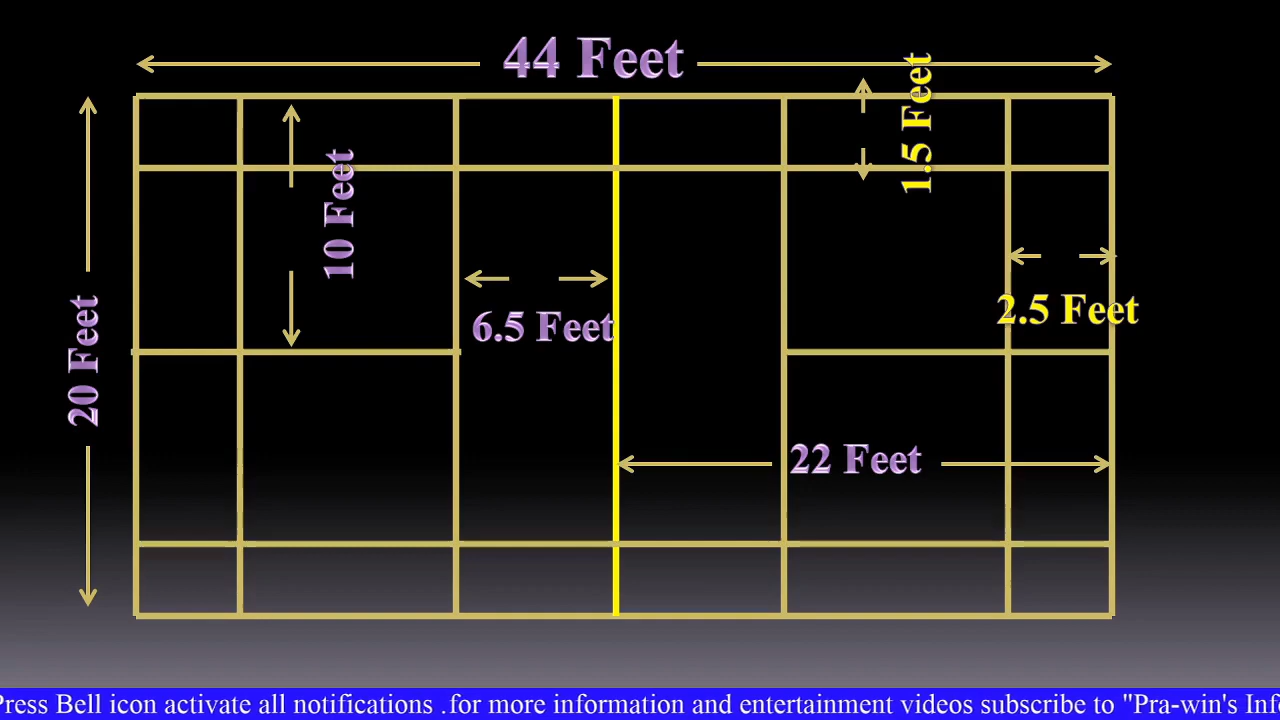 44 Feet
1.5 Feet
10 Feet
2.5 Feet
6.5 Feet
20 Feet
22 Feet
Press Bell icon activate all notifications .for more information and entertainment videos subscribe to "Pra-win's Inf